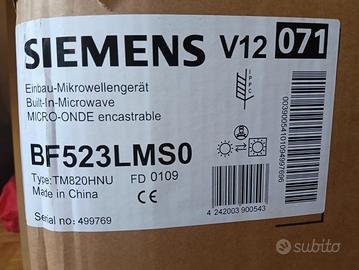 SIEMENS V12 071
Einbau-Mikrowellengerät
Built-In-Microwave
MICRO-ONDE encastrable
BF523LMS0
Type:TM820HNU FD 0109
Made in China CE
Serial no: 499769
4 242003 900543
subito